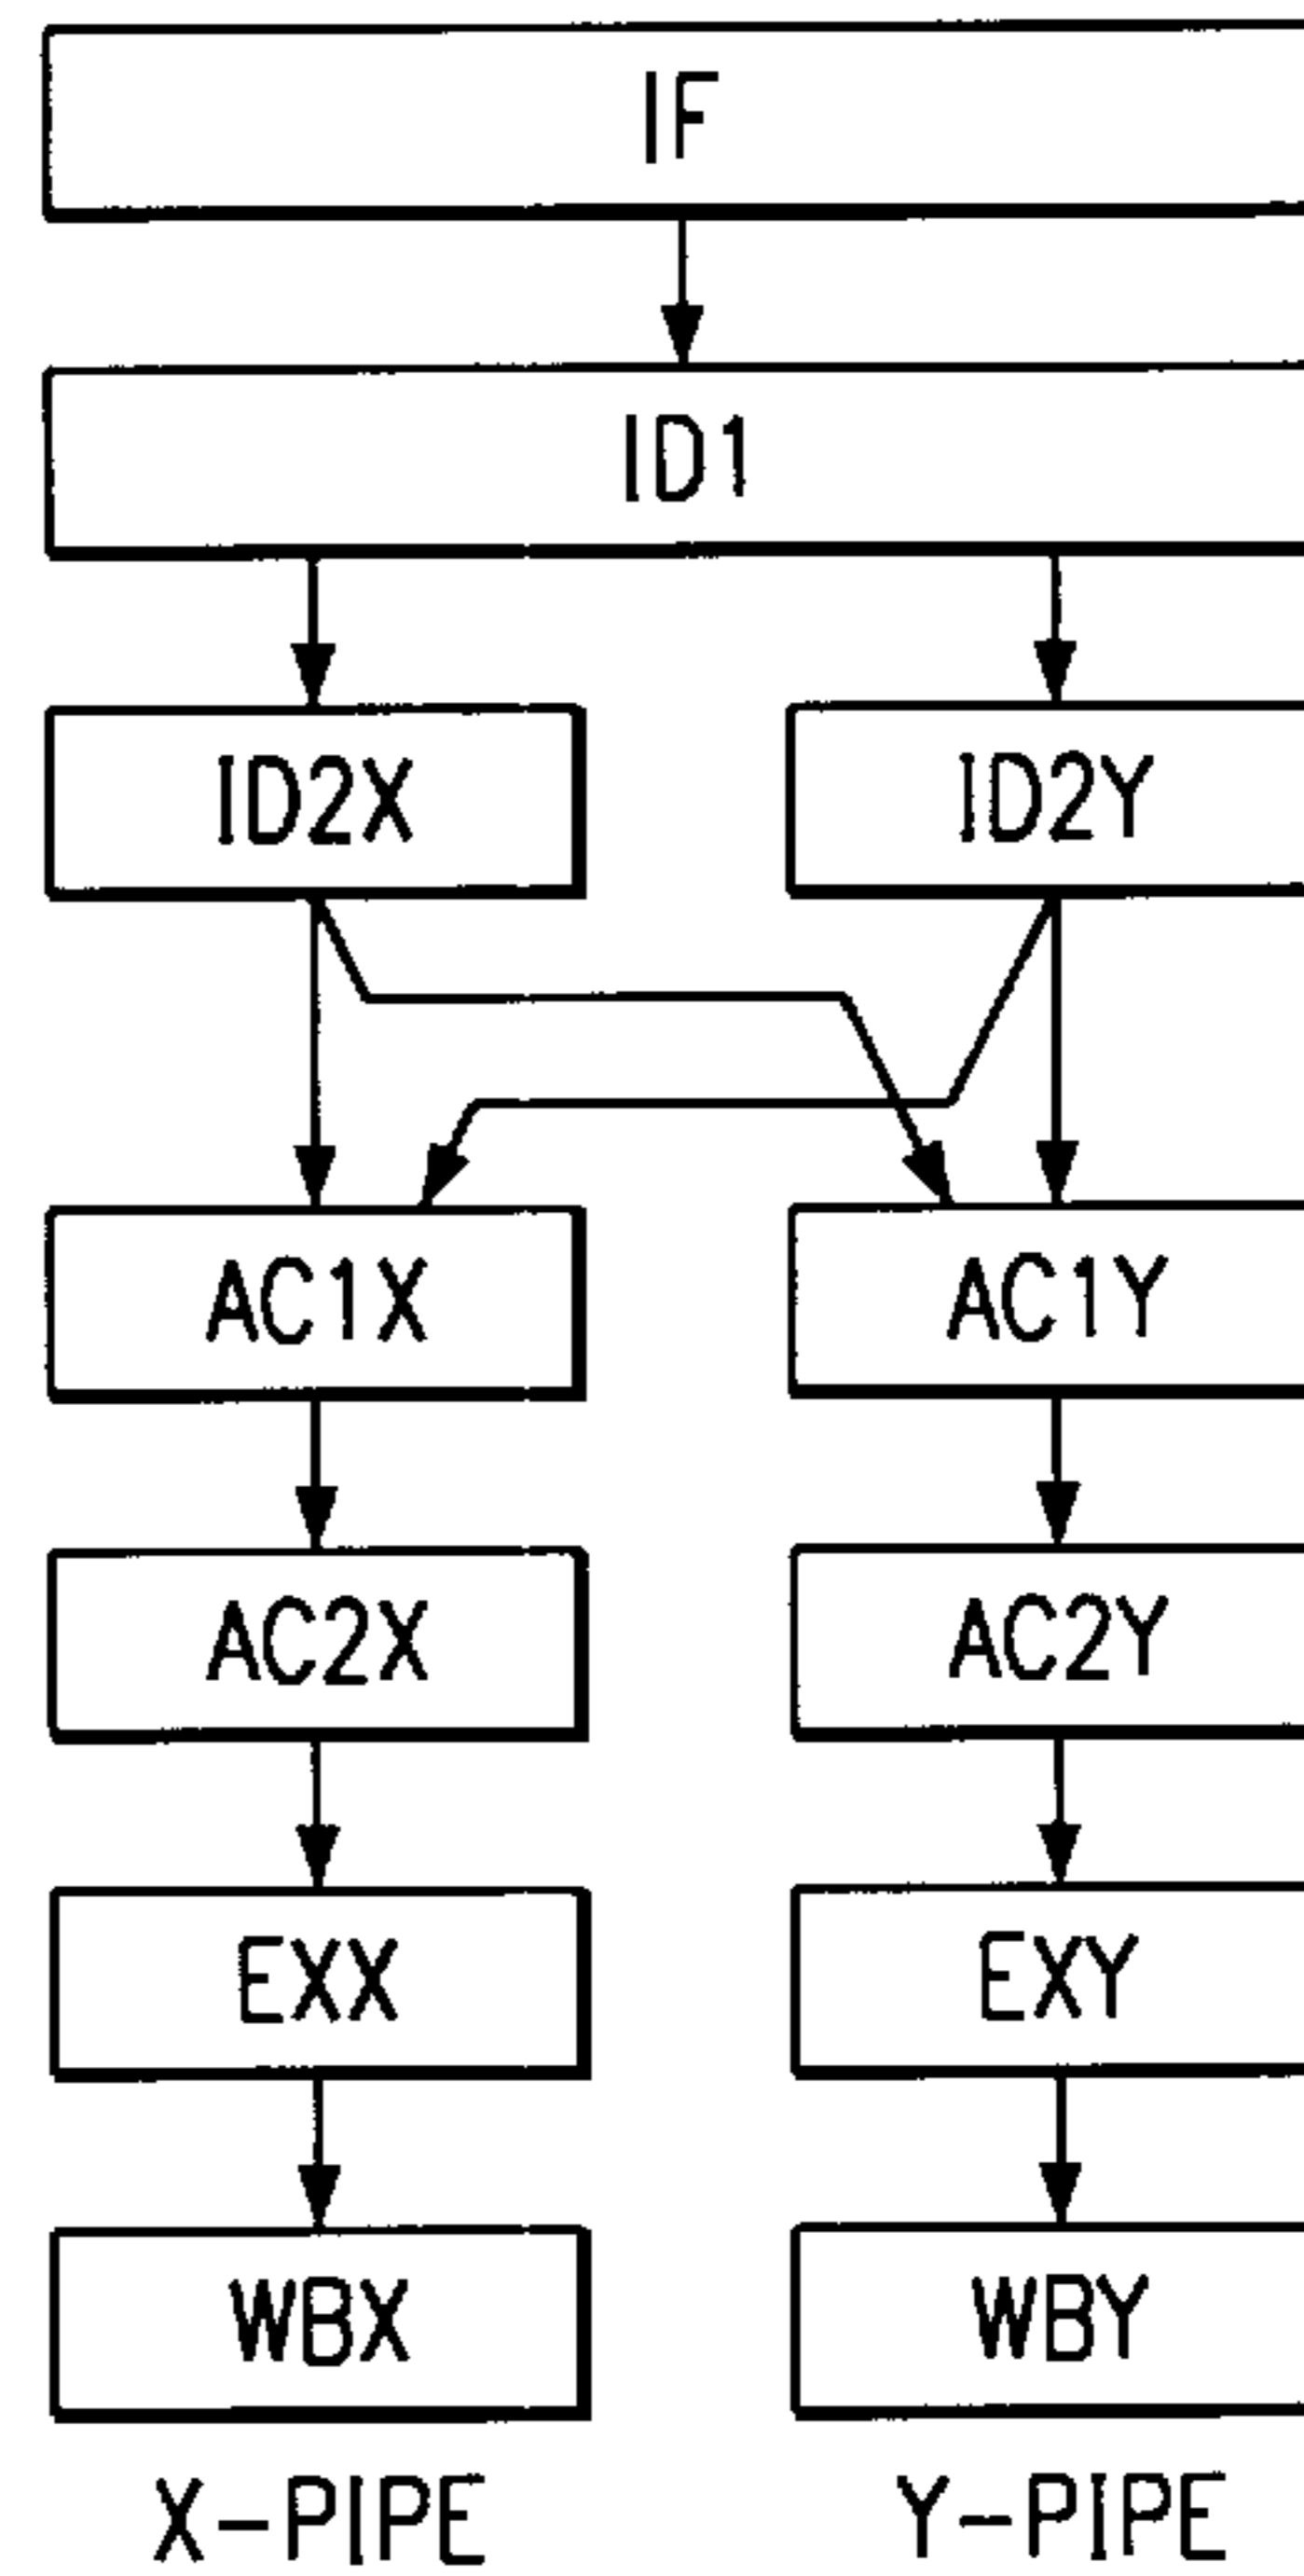 IF
ID1
ID2X ID2Y
AC1X AC1Y
AC2X AC2Y
EXX EXY
WBX WBY
X-PIPE Y-PIPE